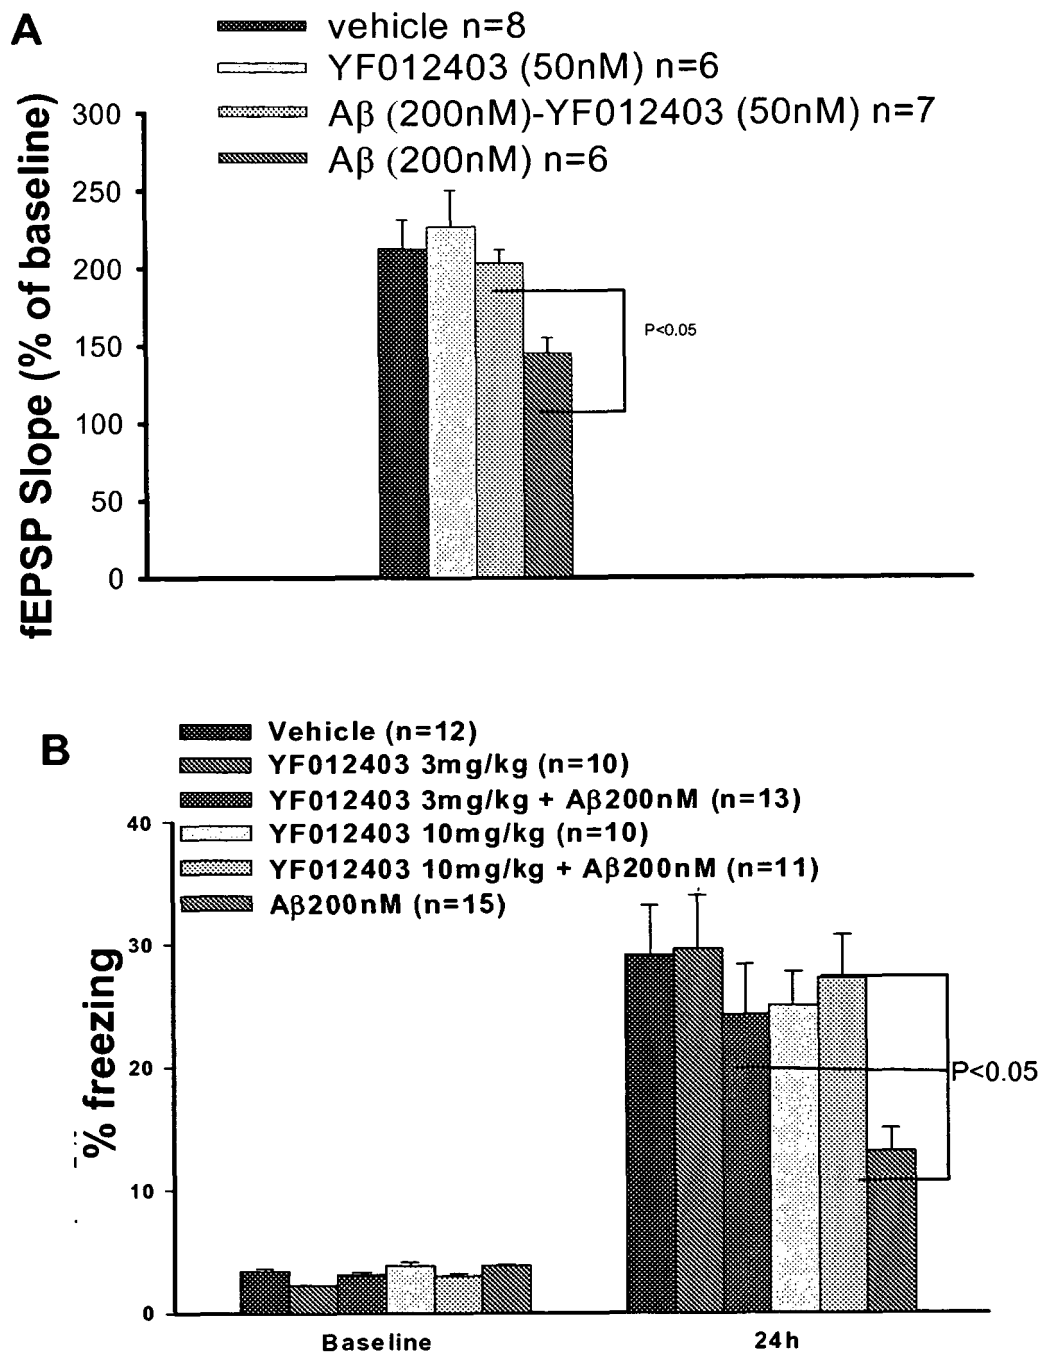 A
vehicle n=8
YF012403 (50nM) n=6
Aβ (200nM)-YF012403 (50nM) n=7
Aβ (200nM) n=6
fEPSP Slope (% of baseline)
300
250
200
150
100
50
0
P<0.05
B
Vehicle (n=12)
YF012403 3mg/kg (n=10)
YF012403 3mg/kg + Aβ200nM (n=13)
YF012403 10mg/kg (n=10)
YF012403 10mg/kg + Aβ200nM (n=11)
Aβ200nM (n=15)
% freezing
40
30
20
10
0
P<0.05
Baseline
24h